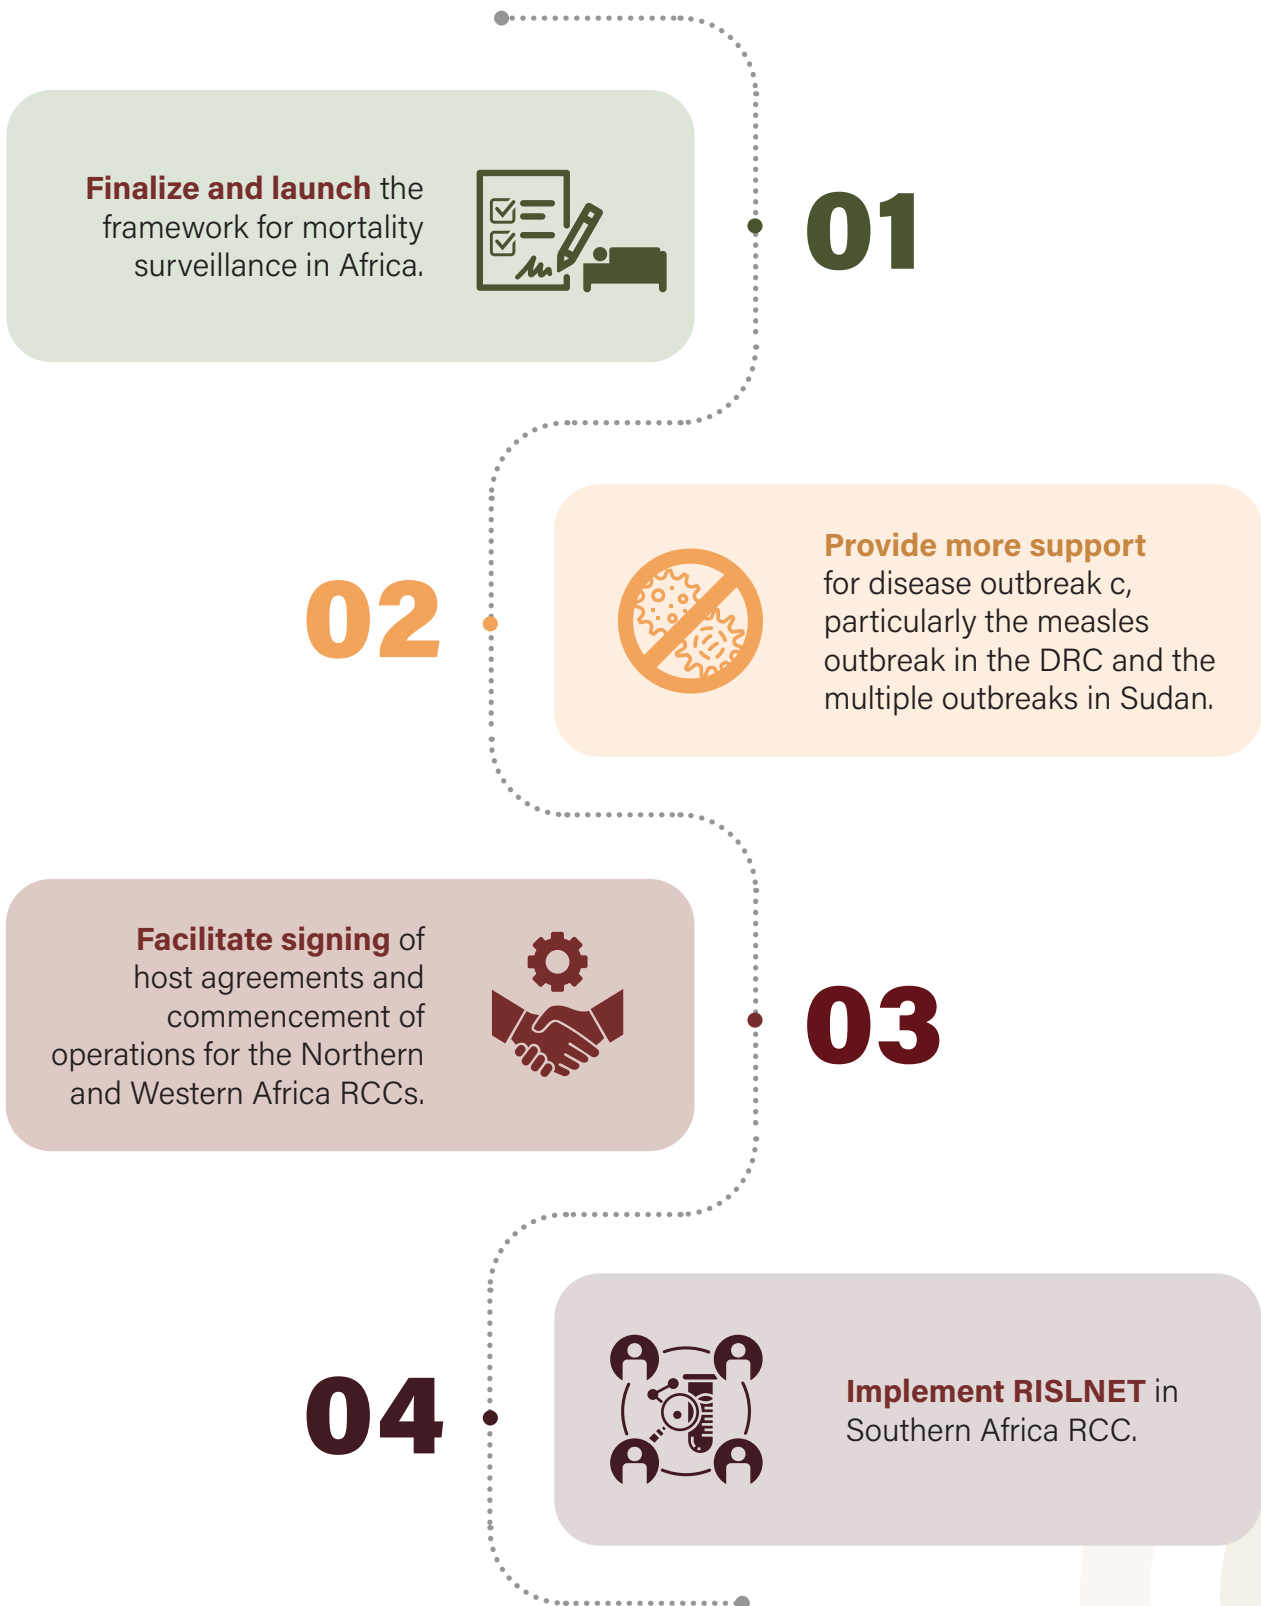 Finalize and launch the
framework for mortality
surveillance in Africa.
01
02
Provide more support
for disease outbreak c,
particularly the measles
outbreak in the DRC and the
multiple outbreaks in Sudan.
Facilitate signing of
host agreements and
commencement of
operations for the Northern
and Western Africa RCCs.
03
04
Implement RISLNET in
Southern Africa RCC.